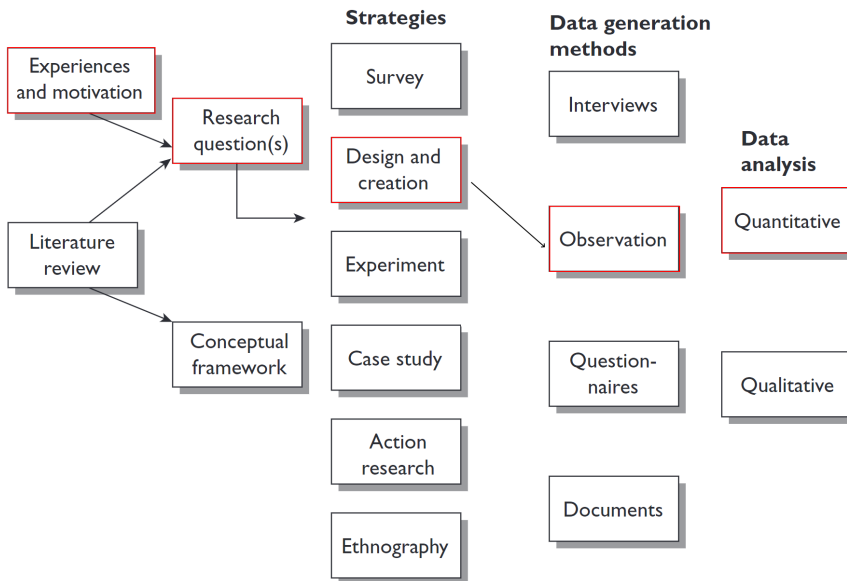 Experiences
and motivation
Literature
review
Research
question(s)
Conceptual
framework
Strategies
Survey
Design and
creation
Experiment
Case study
Action
research
Ethnography
Data generation
methods
Interviews
Observation
Question-
naires
Documents
Data
analysis
Quantitative
Qualitative